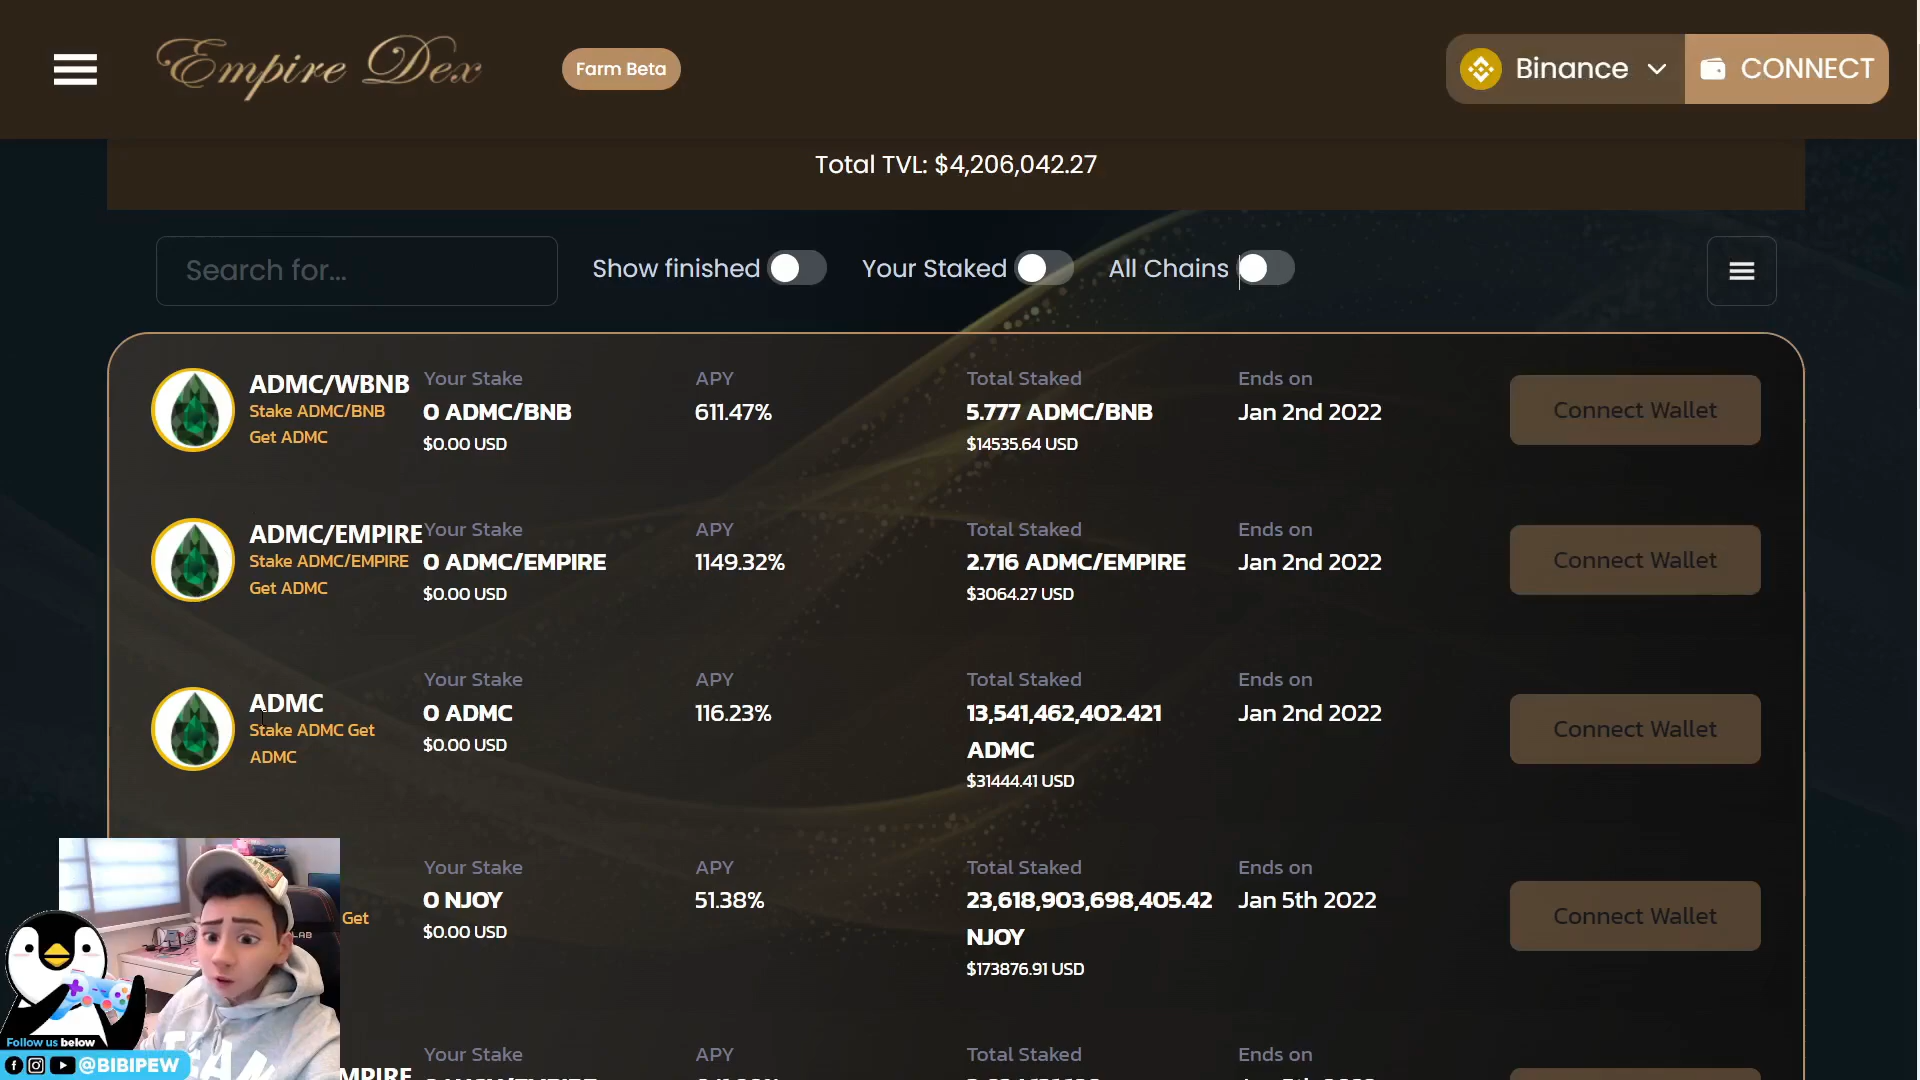 Empire Dex
Farm Beta
Binance
CONNECT
Total TVL: $4,206,042.27
Search for...
Show finished
Your Staked
All Chains
ADMC/WBNB
Stake ADMC/BNB
Get ADMC
Your Stake
0 ADMC/BNB
$0.00 USD
APY
611.47%
Total Staked
5.777 ADMC/BNB
$14535.64 USD
Ends on
Jan 2nd 2022
Connect Wallet
ADMC/EMPIRE
Stake ADMC/EMPIRE
Get ADMC
Your Stake
0 ADMC/EMPIRE
$0.00 USD
APY
1149.32%
Total Staked
2.716 ADMC/EMPIRE
$3064.27 USD
Ends on
Jan 2nd 2022
Connect Wallet
ADMC
Stake ADMC Get
ADMC
Your Stake
0 ADMC
$0.00 USD
APY
116.23%
Total Staked
13,541,462,402.421
ADMC
$31444.41 USD
Ends on
Jan 2nd 2022
Connect Wallet
Get
Your Stake
0 NJOY
$0.00 USD
APY
51.38%
Total Staked
23,618,903,698,405.42
NJOY
$173876.91 USD
Ends on
Jan 5th 2022
Connect Wallet
Your Stake
APY
Total Staked
Ends on
Follow us below
@BIBIPEW